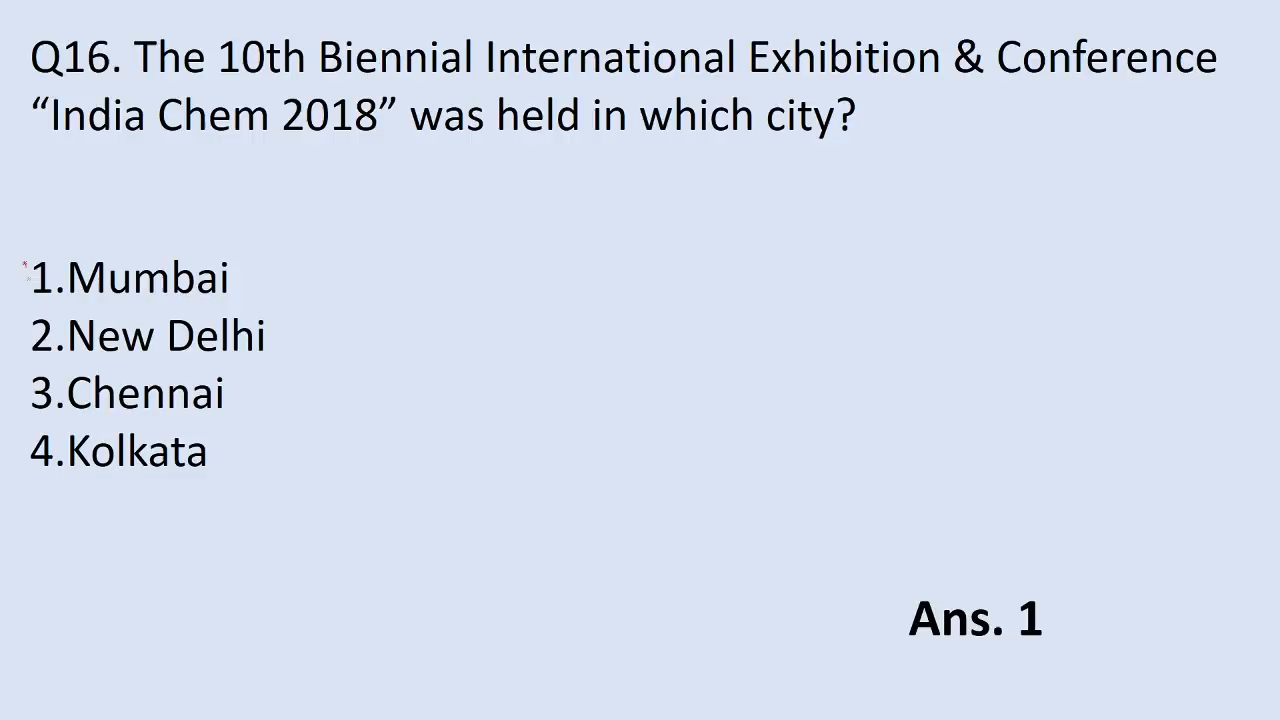 Q16. The 10th Biennial International Exhibition & Conference
“India Chem 2018” was held in which city?
1.Mumbai
2.New Delhi
3.Chennai
4.Kolkata
Ans. 1